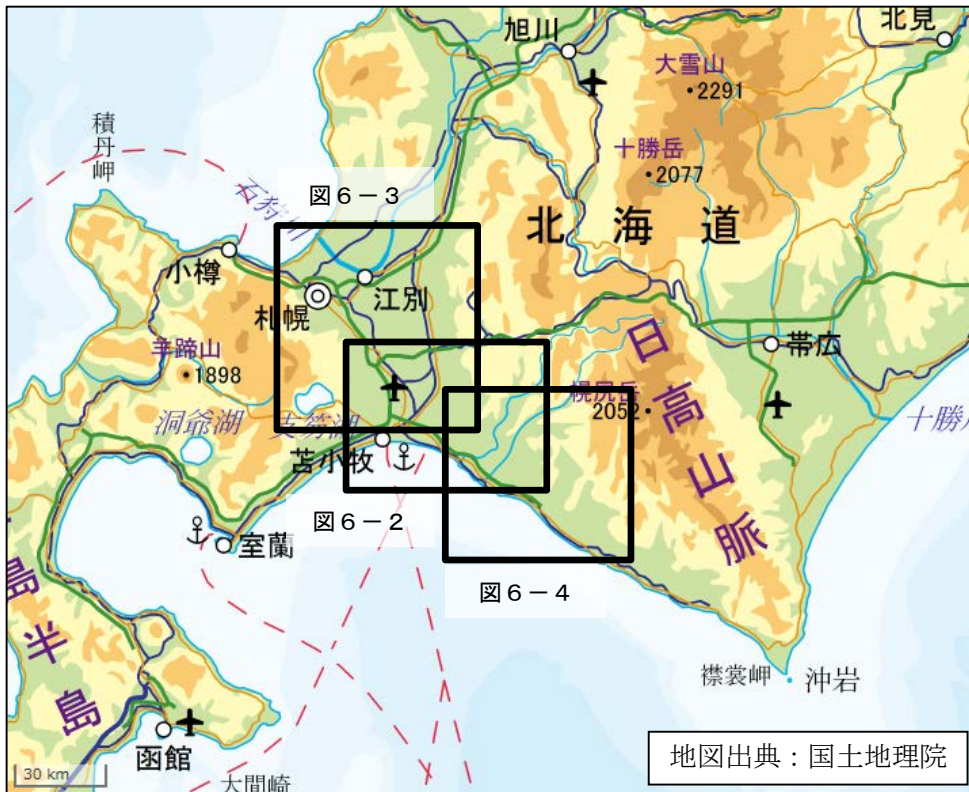 旭川
北見
大雪山
・2291
積丹岬
十勝岳
・2077
図6-3
石狩
北海道
小樽
江別
札幌
羊蹄山
・1898
日高山脈
帯広
幌尻岳
2052・
洞爺湖
支笏湖
十勝川
苫小牧
図6-2
室蘭
図6-4
島半島
襟裳岬
沖岩
函館
大間崎
30 km
地図出典:国土地理院